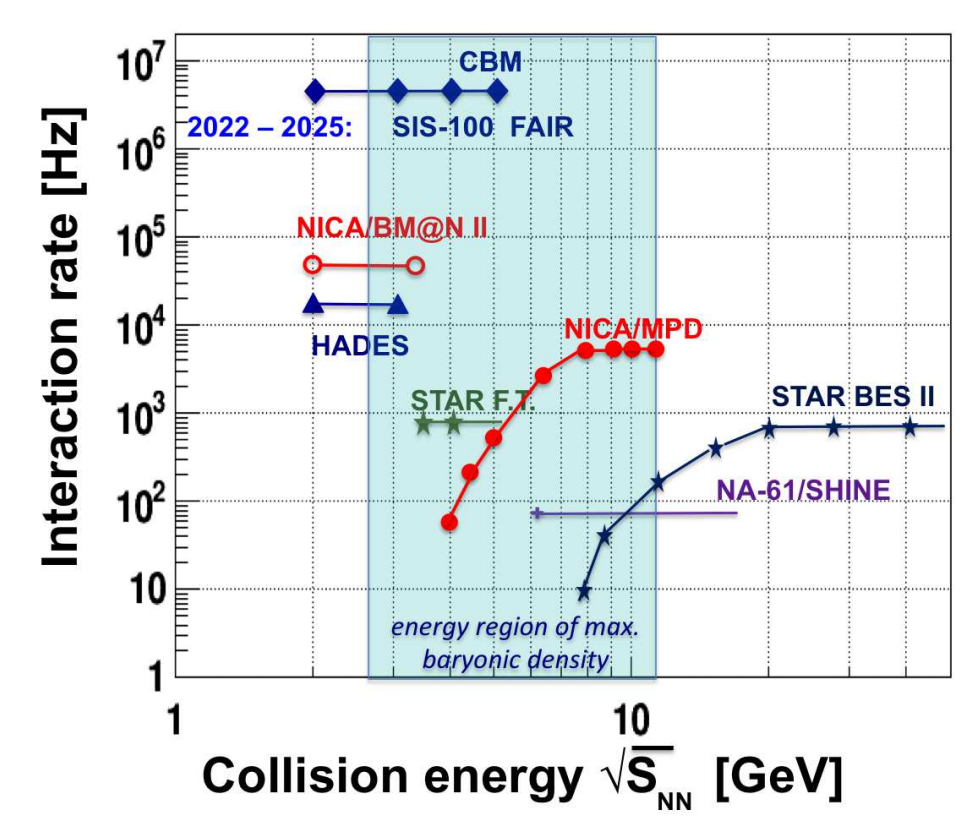 10⁷
CBM
2022 – 2025: SIS-100 FAIR
10⁶
NICA/BM@N II
10⁵
10⁴
HADES
NICA/MPD
STAR F.T.
STAR BES II
10³
NA-61/SHINE
10²
10
energy region of max.
baryonic density
1
1 10
Interaction rate [Hz]
Collision energy √S_NN [GeV]